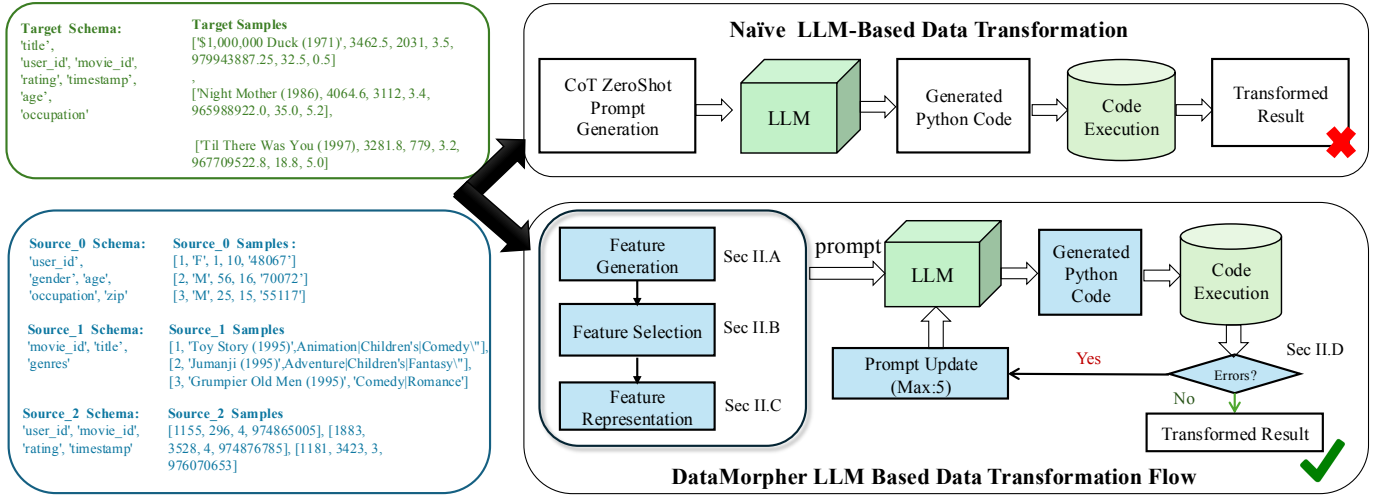 Target Schema:
'title',
'user_id', 'movie_id',
'rating', 'timestamp',
'age',
'occupation'
Target Samples
['$1,000,000 Duck (1971)', 3462.5, 2031, 3.5,
979943887.25, 32.5, 0.5]
,
['Night Mother (1986), 4064.6, 3112, 3.4,
965988922.0, 35.0, 5.2],
['Til There Was You (1997), 3281.8, 779, 3.2,
967709522.8, 18.8, 5.0]
Source_0 Schema:
'user_id',
'gender', 'age',
'occupation', 'zip'
Source_0 Samples :
[1, 'F', 1, 10, '48067']
[2, 'M', 56, 16, '70072']
[3, 'M', 25, 15, '55117']
Source_1 Schema:
'movie_id', 'title',
'genres'
Source_1 Samples
[1, 'Toy Story (1995)',Animation|Children's|Comedy\"],
[2, 'Jumanji (1995)',Adventure|Children's|Fantasy\"],
[3, 'Grumpier Old Men (1995)', 'Comedy|Romance']
Source_2 Schema:
'user_id', 'movie_id',
'rating', 'timestamp'
Source_2 Samples
[1155, 296, 4, 974865005], [1883,
3528, 4, 974876785], [1181, 3423, 3,
976070653]
Naïve LLM-Based Data Transformation
CoT ZeroShot
Prompt
Generation
LLM
Generated
Python Code
Code
Execution
Transformed
Result
Feature
Generation
Sec II.A
Feature Selection
Sec II.B
Feature
Representation
Sec II.C
prompt
LLM
Generated
Python
Code
Code
Execution
Sec II.D
Errors?
Yes
Prompt Update
(Max:5)
No
Transformed Result
DataMorpher LLM Based Data Transformation Flow